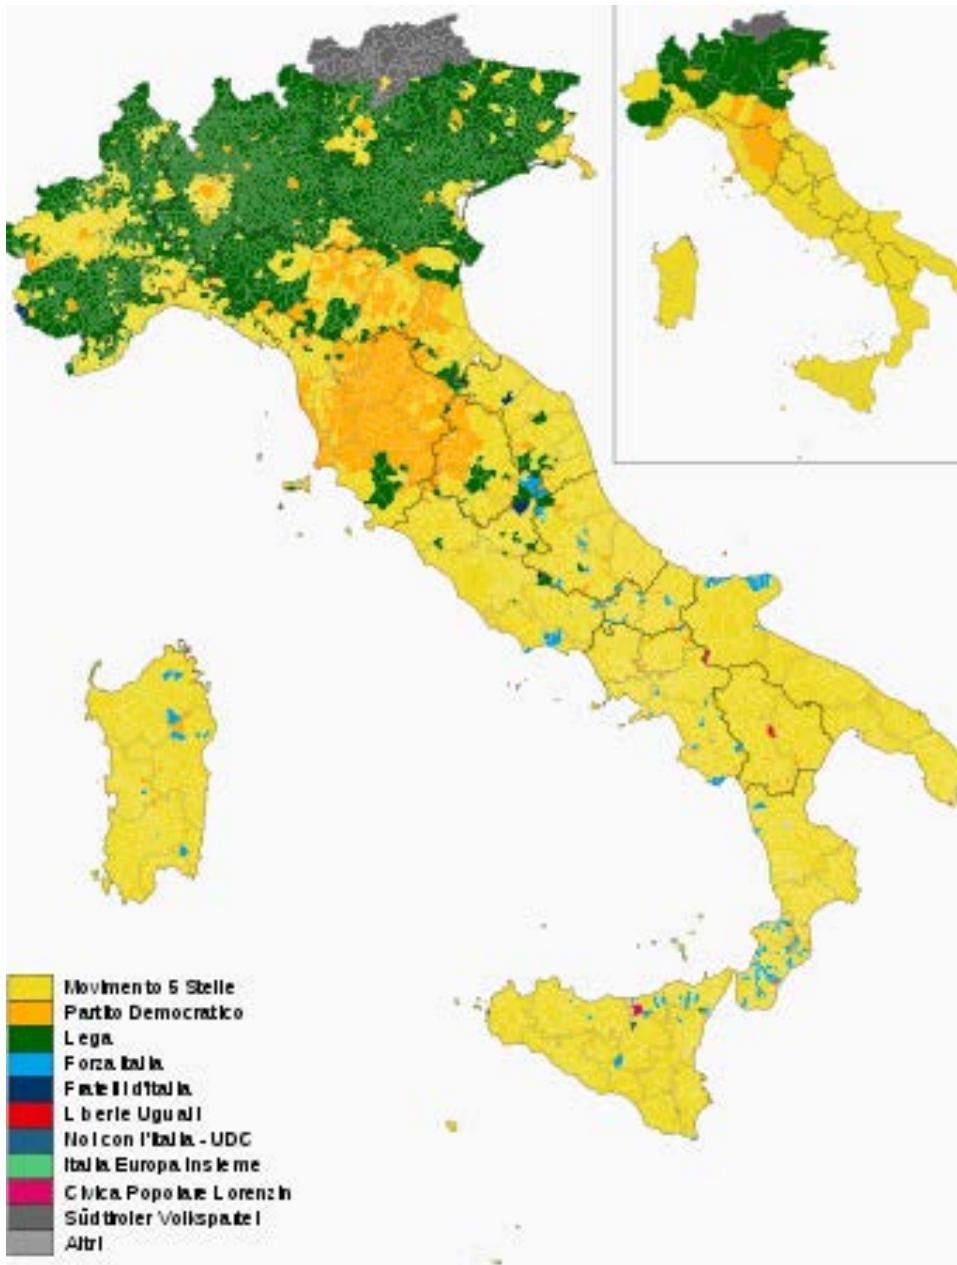 Movimento 5 Stelle
Partito Democratico
Lega
Forza Italia
Fratelli d'Italia
Liberi e Uguali
Noi con l'Italia - UDC
Italia Europa Insieme
Civica Popolare Lorenzin
Südtiroler Volkspartei
Altri